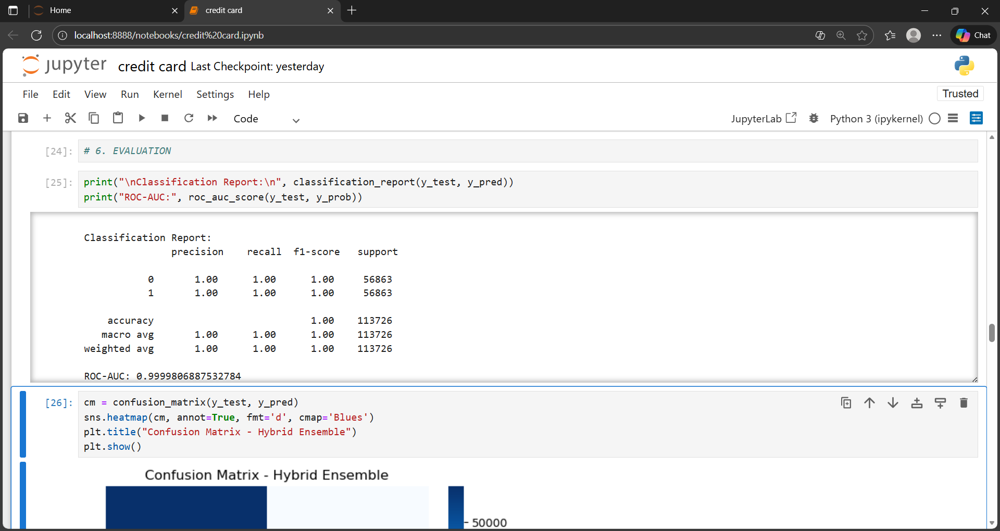 Home
credit card
localhost:8888/notebooks/credit%20card.ipynb
Chat
jupyter credit card Last Checkpoint: yesterday
File Edit View Run Kernel Settings Help
Trusted
Code
JupyterLab
Python 3 (ipykernel)
[24]: # 6. EVALUATION
[25]: print("\nClassification Report:\n", classification_report(y_test, y_pred))
print("ROC-AUC:", roc_auc_score(y_test, y_prob))
Classification Report:
precision recall f1-score support
0 1.00 1.00 1.00 56863
1 1.00 1.00 1.00 56863
accuracy 1.00 113726
macro avg 1.00 1.00 1.00 113726
weighted avg 1.00 1.00 1.00 113726
ROC-AUC: 0.9999806887532784
[26]: cm = confusion_matrix(y_test, y_pred)
sns.heatmap(cm, annot=True, fmt='d', cmap='Blues')
plt.title("Confusion Matrix - Hybrid Ensemble")
plt.show()
Confusion Matrix - Hybrid Ensemble
50000